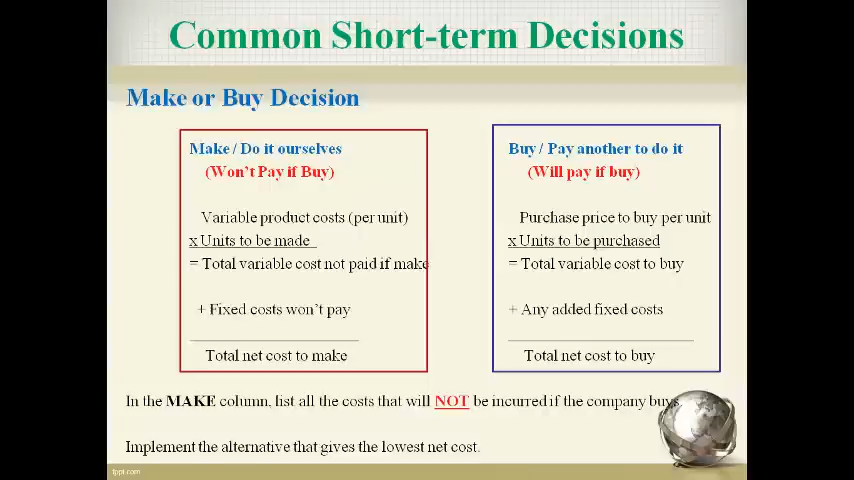 Common Short-term Decisions
Make or Buy Decision
Make / Do it ourselves
(Won't Pay if Buy)
Variable product costs (per unit)
x Units to be made
= Total variable cost not paid if make
+ Fixed costs won't pay
Total net cost to make
Buy / Pay another to do it
(Will pay if buy)
Purchase price to buy per unit
x Units to be purchased
= Total variable cost to buy
+ Any added fixed costs
Total net cost to buy
In the MAKE column, list all the costs that will NOT be incurred if the company buys.
Implement the alternative that gives the lowest net cost.
fppt.com